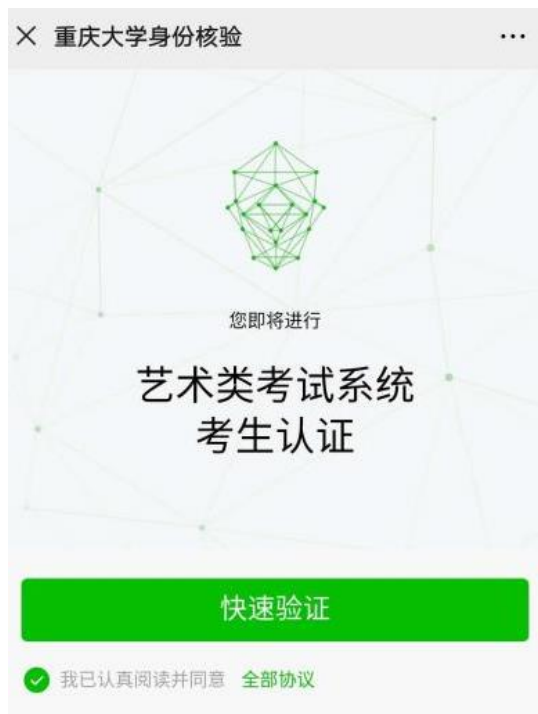 重庆大学身份核验
您即将进行
艺术类考试系统
考生认证
快速验证
我已认真阅读并同意 全部协议